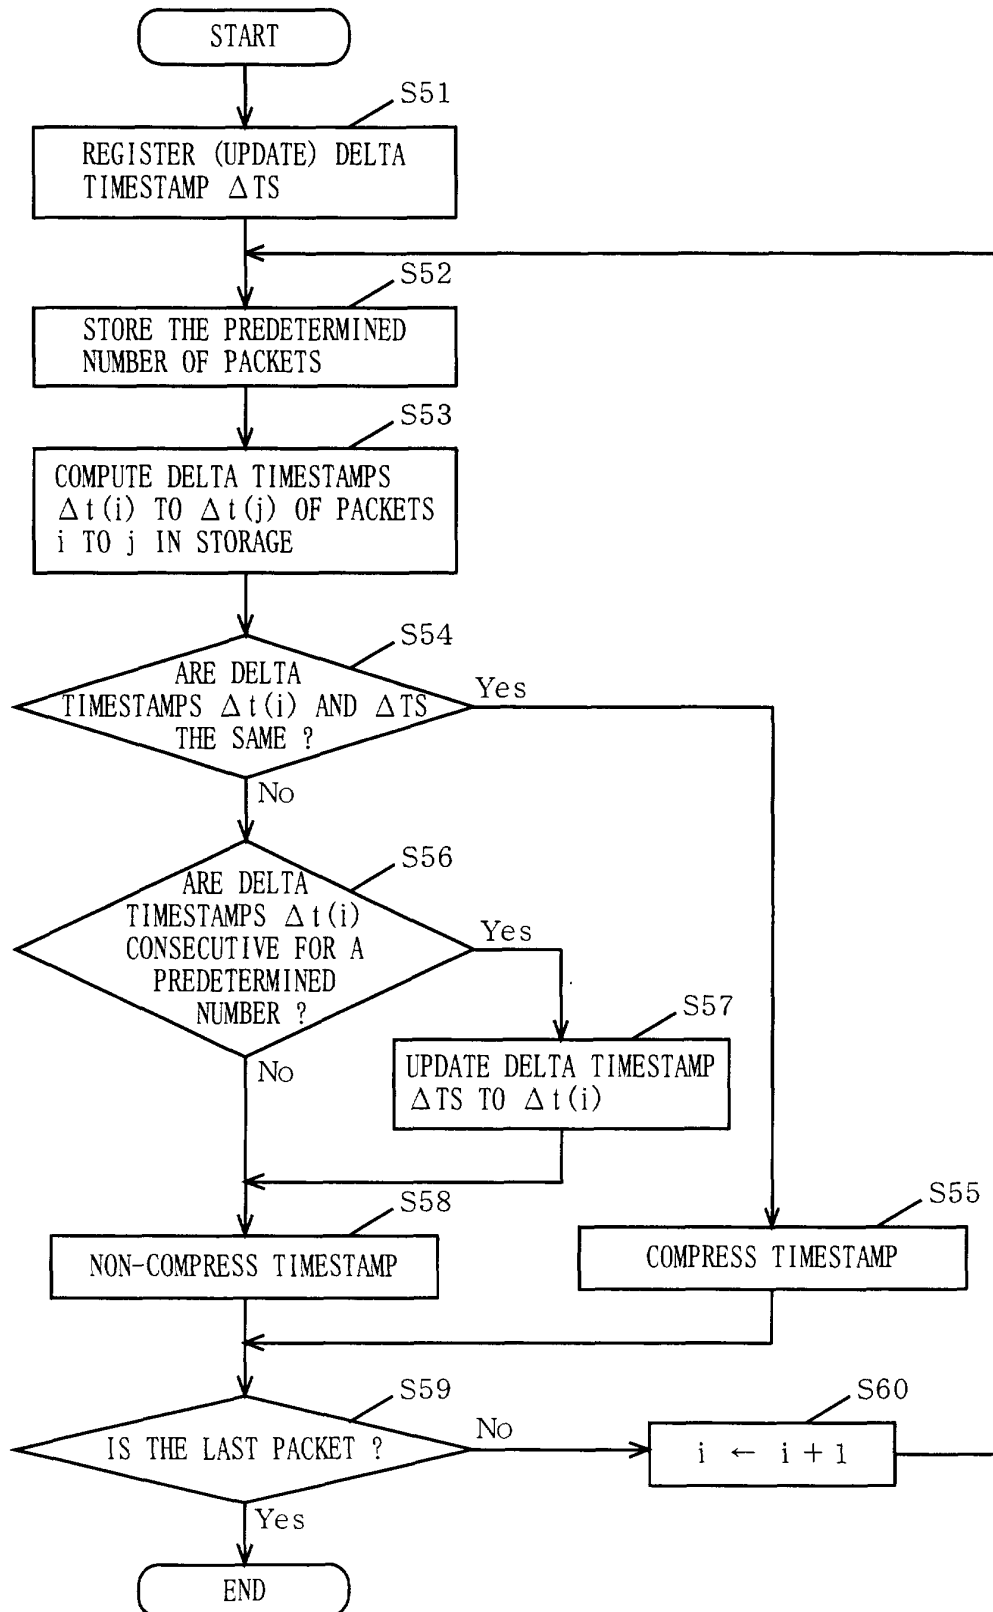 START
S51
REGISTER (UPDATE) DELTA
TIMESTAMP ΔTS
S52
STORE THE PREDETERMINED
NUMBER OF PACKETS
S53
COMPUTE DELTA TIMESTAMPS
Δt(i) TO Δt(j) OF PACKETS
i TO j IN STORAGE
S54
ARE DELTA
TIMESTAMPS Δt(i) AND ΔTS
THE SAME ?
Yes
No
S56
ARE DELTA
TIMESTAMPS Δt(i)
CONSECUTIVE FOR A
PREDETERMINED
NUMBER ?
Yes
No
S57
UPDATE DELTA TIMESTAMP
ΔTS TO Δt(i)
S58
NON-COMPRESS TIMESTAMP
S55
COMPRESS TIMESTAMP
S59
IS THE LAST PACKET ?
No
Yes
S60
i ← i + 1
END